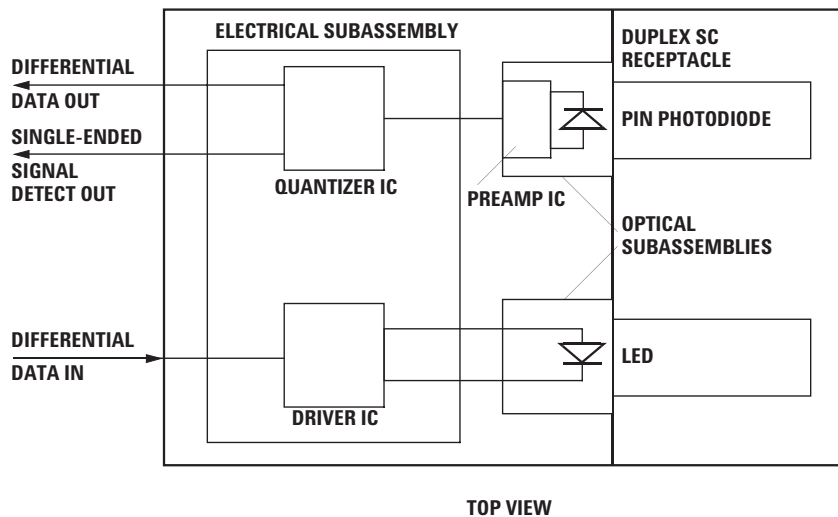 ELECTRICAL SUBASSEMBLY
DUPLEX SC
RECEPTACLE
DIFFERENTIAL
DATA OUT
SINGLE-ENDED
SIGNAL
DETECT OUT
QUANTIZER IC
PREAMP IC
PIN PHOTODIODE
OPTICAL
SUBASSEMBLIES
DIFFERENTIAL
DATA IN
DRIVER IC
LED
TOP VIEW